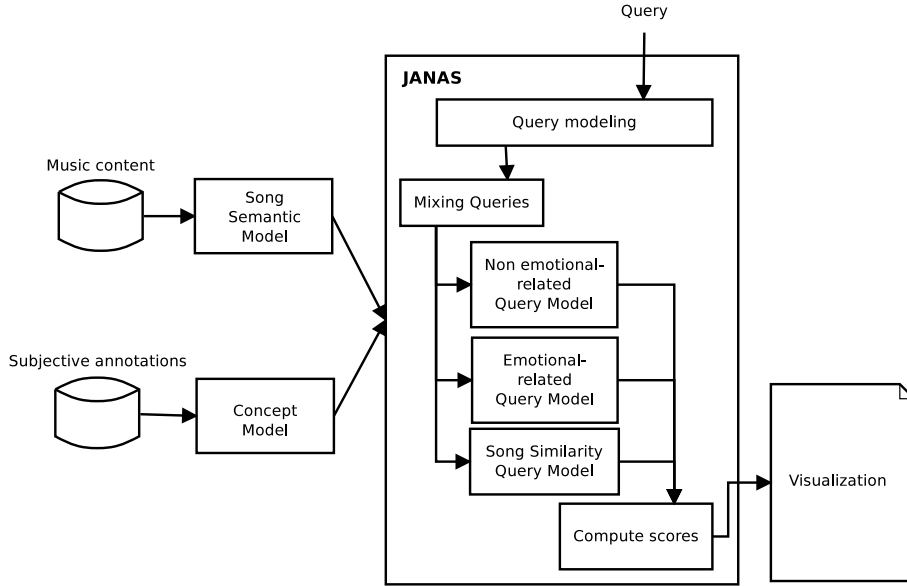 Query
JANAS
Query modeling
Music content
Song
Semantic
Model
Mixing Queries
Non emotional-
related
Query Model
Subjective annotations
Concept
Model
Emotional-
related
Query Model
Song Similarity
Query Model
Visualization
Compute scores